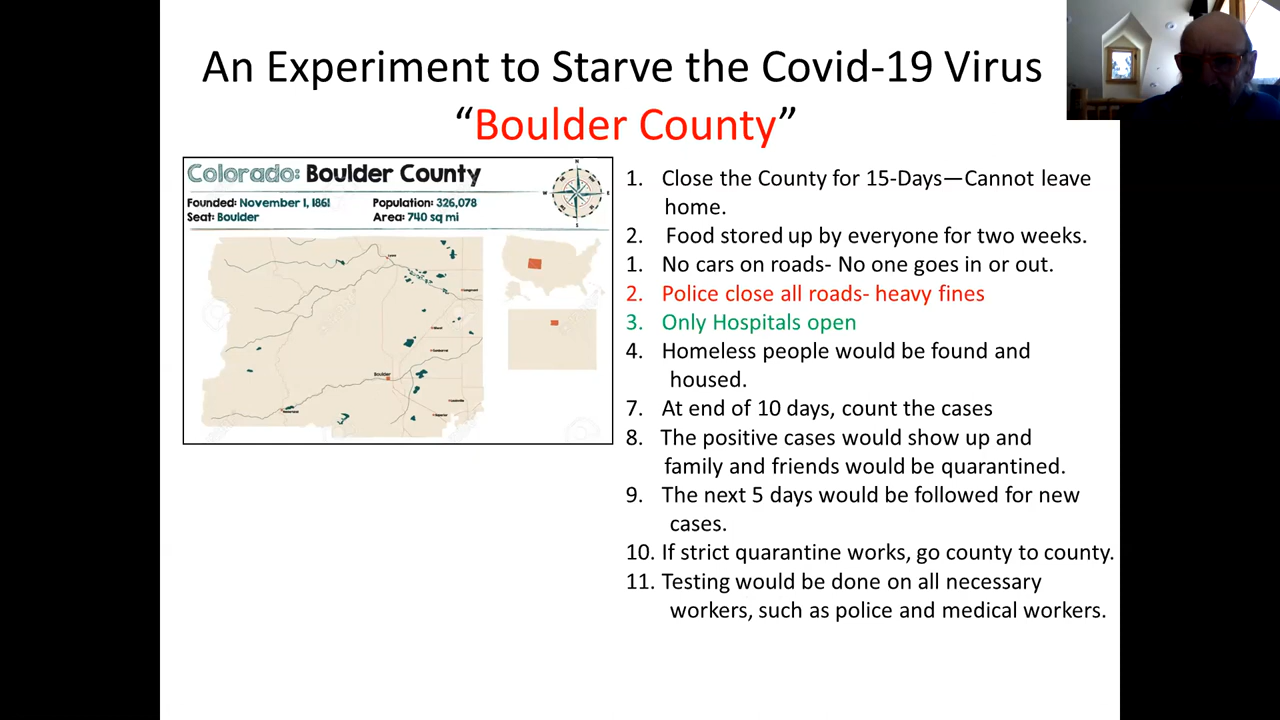 An Experiment to Starve the Covid-19 Virus
“Boulder County”
Colorado: Boulder County
Founded: November 1, 1861
Population: 326,078
Seat: Boulder
Area: 740 sq mi
N
W
E
S
Lyons
Longmont
Boulder
Louisville
Superior
1. Close the County for 15-Days—Cannot leave
home.
2. Food stored up by everyone for two weeks.
1. No cars on roads- No one goes in or out.
2. Police close all roads- heavy fines
3. Only Hospitals open
4. Homeless people would be found and
housed.
7. At end of 10 days, count the cases
8. The positive cases would show up and
family and friends would be quarantined.
9. The next 5 days would be followed for new
cases.
10. If strict quarantine works, go county to county.
11. Testing would be done on all necessary
workers, such as police and medical workers.